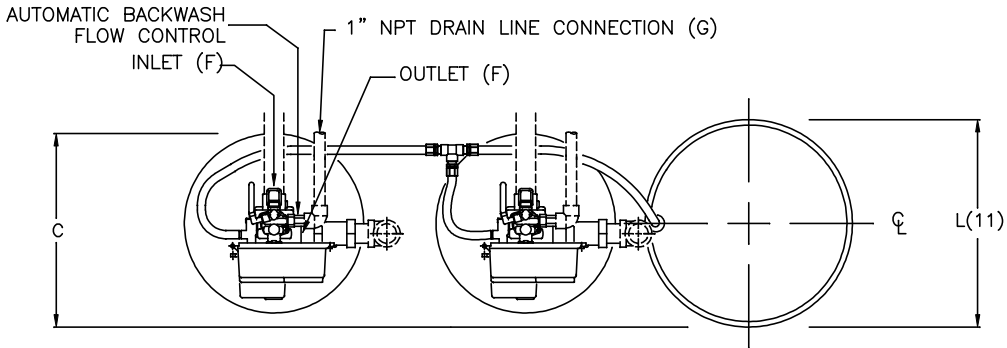 AUTOMATIC BACKWASH
FLOW CONTROL
INLET (F)
1" NPT DRAIN LINE CONNECTION (G)
OUTLET (F)
C
℄
L(11)